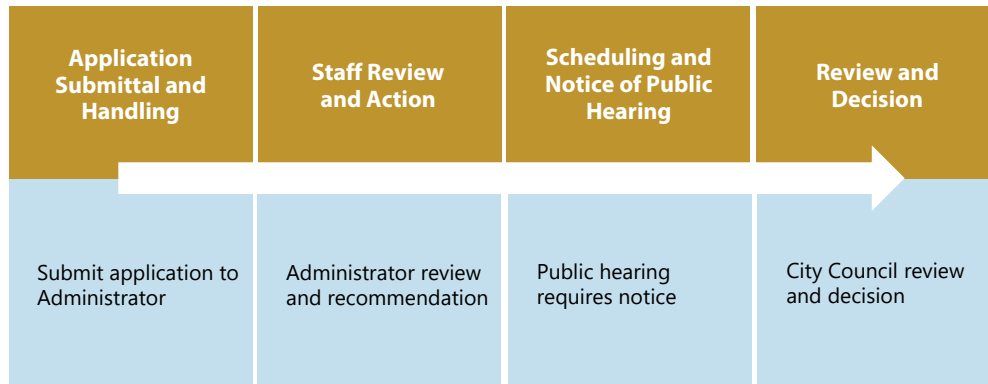 Application
Submittal and
Handling
Staff Review
and Action
Scheduling and
Notice of Public
Hearing
Review and
Decision
Submit application to
Administrator
Administrator review
and recommendation
Public hearing
requires notice
City Council review
and decision